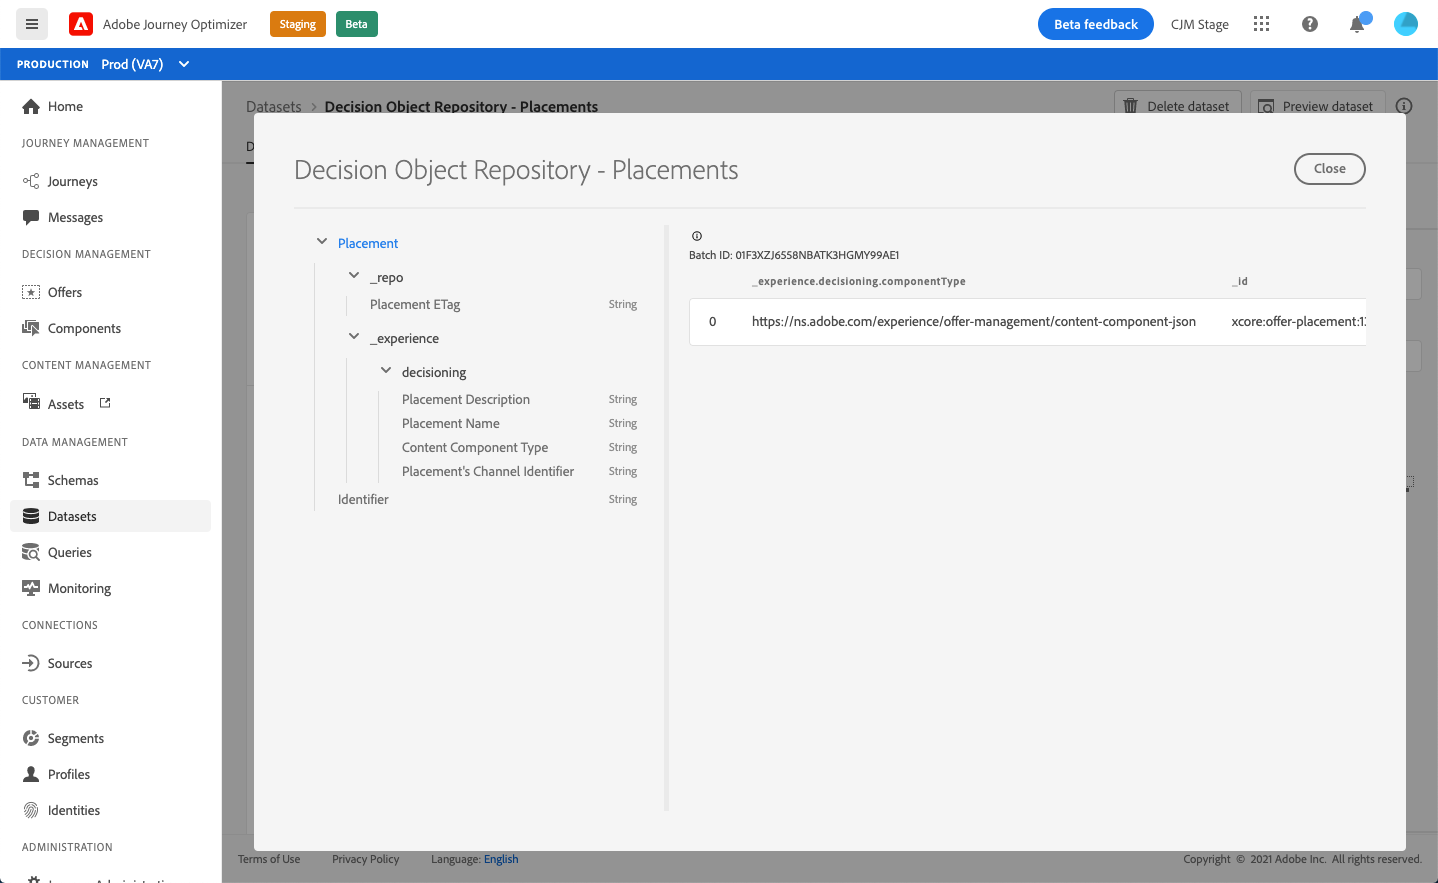 Adobe Journey Optimizer
Staging
Beta
Beta feedback
CJM Stage
PRODUCTION Prod (VA7)
Home
JOURNEY MANAGEMENT
Journeys
Messages
DECISION MANAGEMENT
Offers
Components
CONTENT MANAGEMENT
Assets
DATA MANAGEMENT
Schemas
Datasets
Queries
Monitoring
CONNECTIONS
Sources
CUSTOMER
Segments
Profiles
Identities
ADMINISTRATION
Datasets > Decision Object Repository - Placements
Delete dataset
Preview dataset
Decision Object Repository - Placements
Close
Placement
_repo
Placement ETag String
_experience
decisioning
Placement Description String
Placement Name String
Content Component Type String
Placement's Channel Identifier String
Identifier String
Batch ID: 01F3XZJ6558NBATK3HGMY99AE1
_experience.decisioning.componentType _id
0 https://ns.adobe.com/experience/offer-management/content-component-json xcore:offer-placement:1
Terms of Use Privacy Policy Language: English
Copyright © 2021 Adobe Inc. All rights reserved.